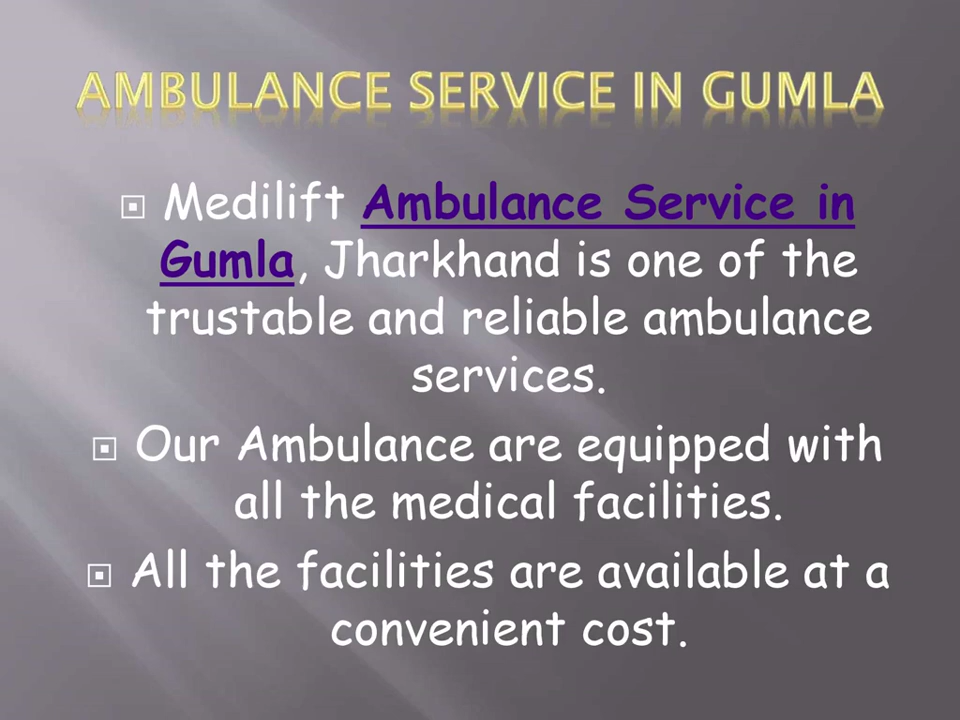 AMBULANCE SERVICE IN GUMLA
Medilift Ambulance Service in
Gumla, Jharkhand is one of the
trustable and reliable ambulance
services.
Our Ambulance are equipped with
all the medical facilities.
All the facilities are available at a
convenient cost.